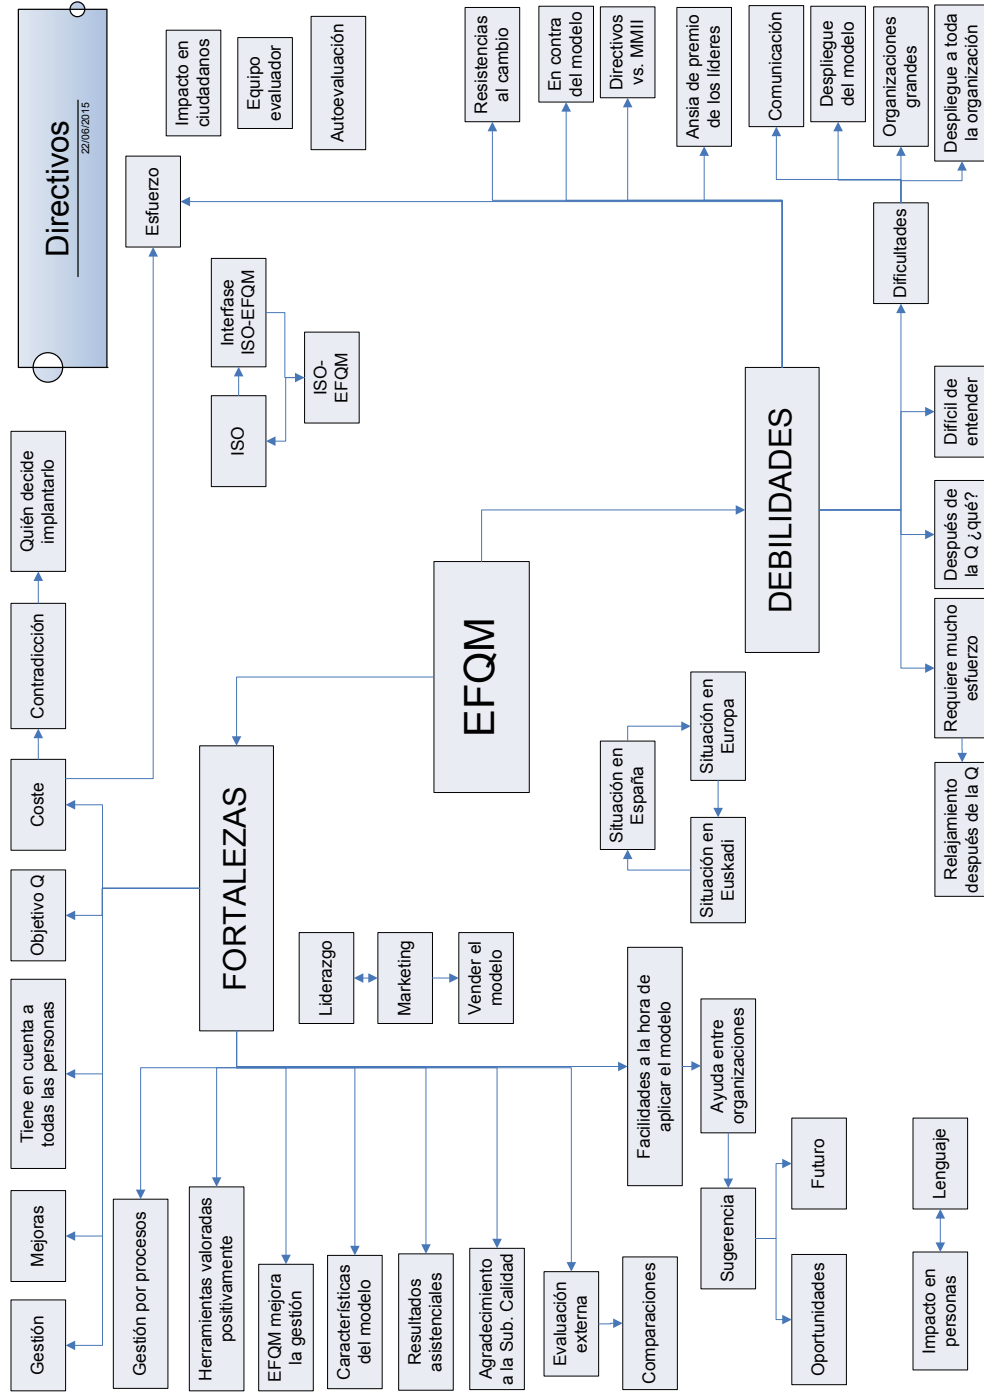 Directivos
22/06/2015
Gestión
Mejoras
Tiene en cuenta a
todas las personas
Objetivo Q
Coste
Contradicción
Quién decide
implantarlo
Gestión por procesos
Esfuerzo
Impacto en
ciudadanos
Herramientas valoradas
positivamente
FORTALEZAS
ISO
Interfase
ISO-EFQM
Equipo
evaluador
EFQM mejora
la gestión
ISO-
EFQM
Autoevaluación
Características
del modelo
Liderazgo
Resultados
asistenciales
Marketing
Agradecimiento
a la Sub. Calidad
Vender el
modelo
EFQM
Resistencias
al cambio
Evaluación
externa
En contra
del modelo
Comparaciones
Facilidades a la hora de
aplicar el modelo
Situación en
España
Directivos
vs. MMII
Sugerencia
Ayuda entre
organizaciones
Situación en
Euskadi
Situación en
Europa
Ansia de premio
de los líderes
DEBILIDADES
Comunicación
Oportunidades
Futuro
Despliegue
del modelo
Dificultades
Organizaciones
grandes
Impacto en
personas
Lenguaje
Relajamiento
después de la Q
Requiere mucho
esfuerzo
Después de
la Q ¿qué?
Difícil de
entender
Despliegue a toda
la organización